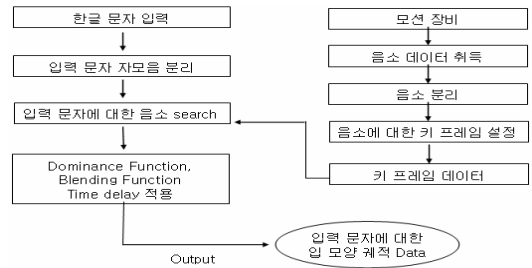 한글 문자 입력
입력 문자 자모음 분리
입력 문자에 대한 음소 search
Dominance Function,
Blending Function
Time delay 적용
모션 장비
음소 데이터 취득
음소 분리
음소에 대한 키 프레임 설정
키 프레임 데이터
Output
입력 문자에 대한
입 모양 궤적 Data